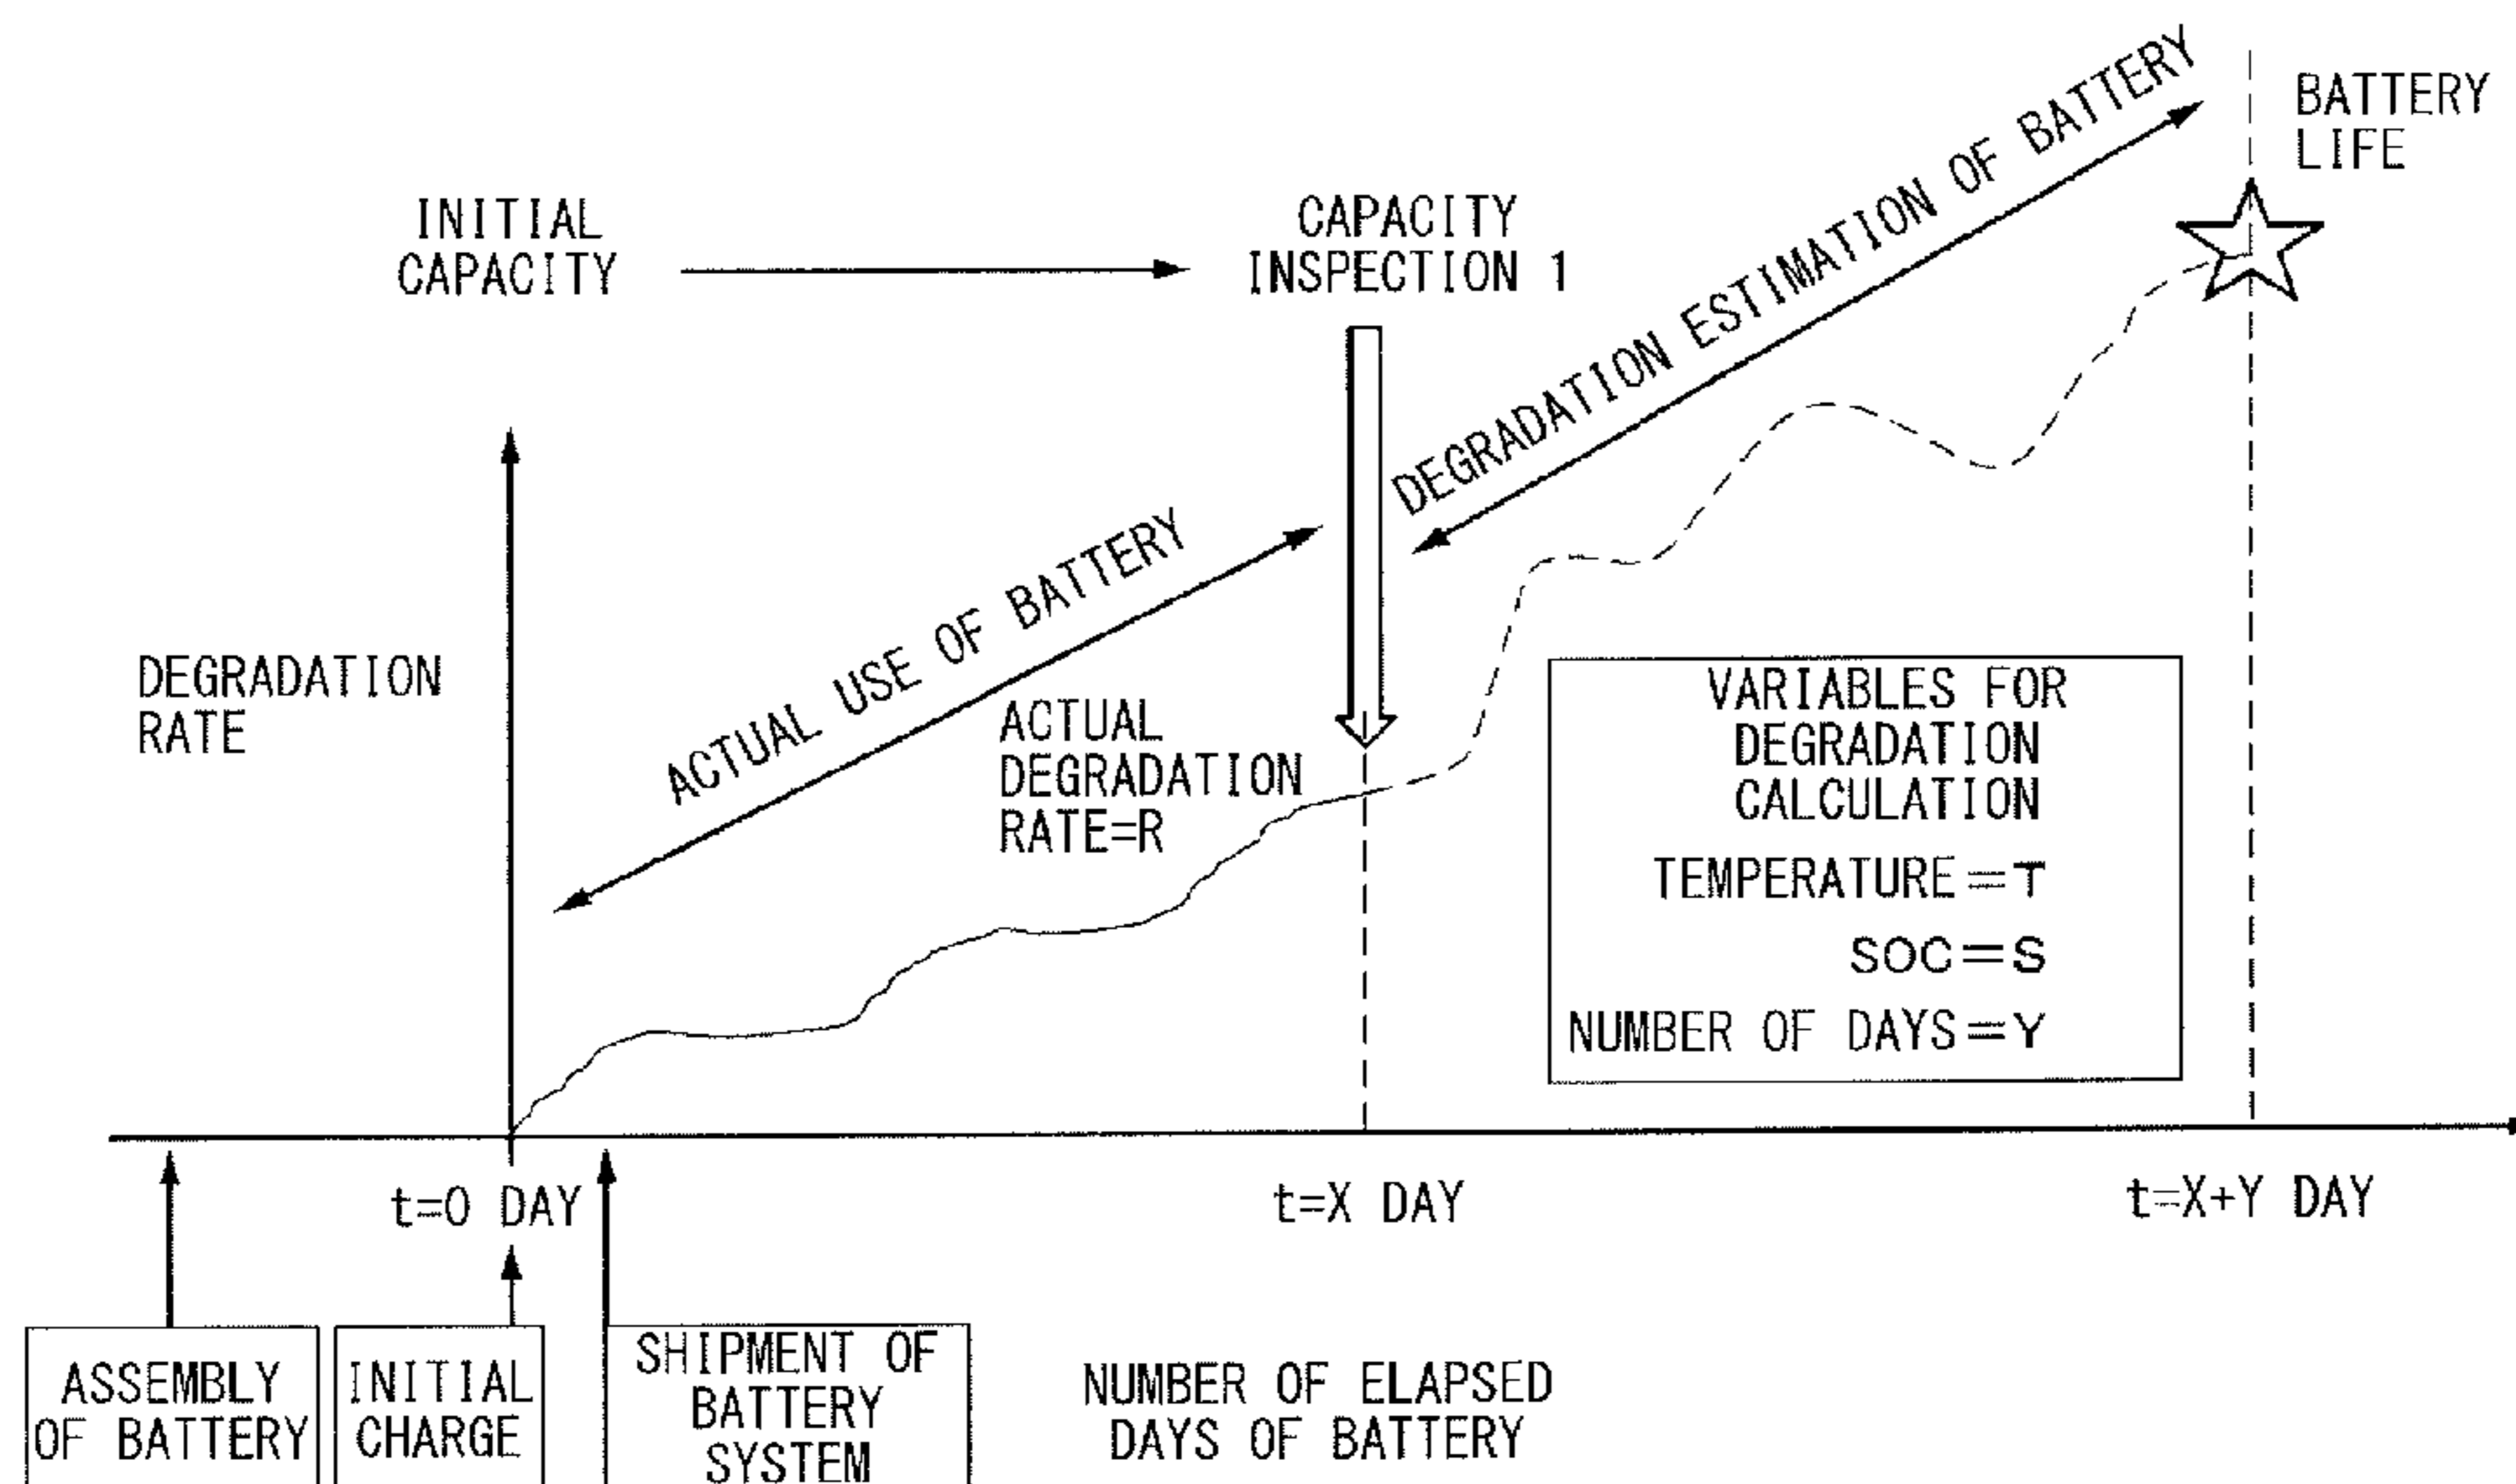 BATTERY
LIFE
INITIAL
CAPACITY
CAPACITY
INSPECTION 1
DEGRADATION ESTIMATION OF BATTERY
ACTUAL USE OF BATTERY
DEGRADATION
RATE
ACTUAL
DEGRADATION
RATE=R
VARIABLES FOR
DEGRADATION
CALCULATION
TEMPERATURE=T
SOC=S
NUMBER OF DAYS=Y
t=0 DAY
t=X DAY
t=X+Y DAY
ASSEMBLY
OF BATTERY
INITIAL
CHARGE
SHIPMENT OF
BATTERY
SYSTEM
NUMBER OF ELAPSED
DAYS OF BATTERY